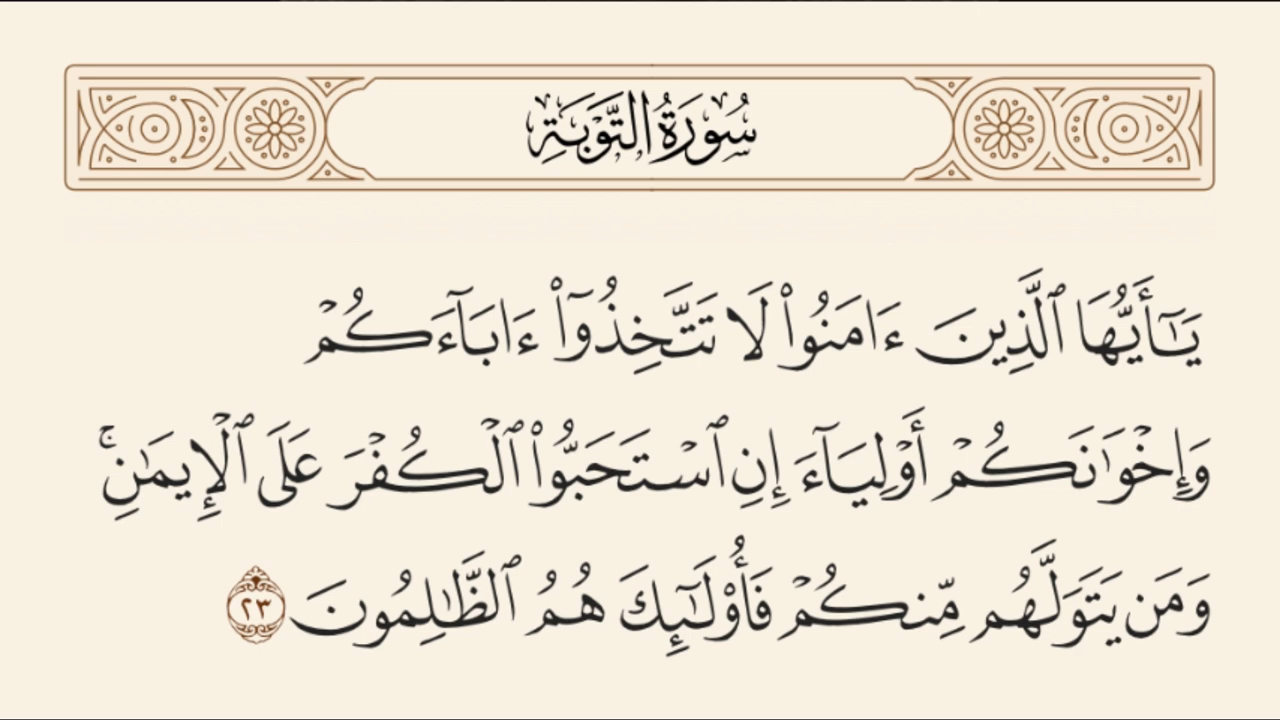 سُورَةُ التَّوۡبَةِ
يَٰٓأَيُّهَا ٱلَّذِينَ ءَامَنُواْ لَا تَتَّخِذُوٓاْ ءَابَآءَكُمۡ
وَإِخۡوَٰنَكُمۡ أَوۡلِيَآءَ إِنِ ٱسۡتَحَبُّواْ ٱلۡكُفۡرَ عَلَى ٱلۡإِيمَٰنِۚ
وَمَن يَتَوَلَّهُم مِّنكُمۡ فَأُوْلَٰٓئِكَ هُمُ ٱلظَّٰلِمُونَ ٢٣